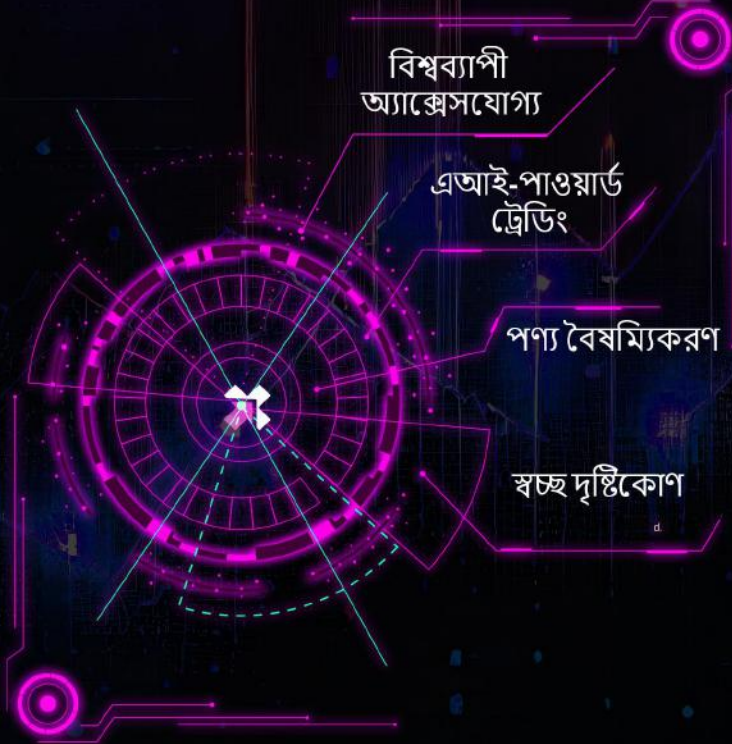 বিশ্বব্যাপী
অ্যাক্সেসযোগ্য
এআই-পাওয়ার্ড
ট্রেডিং
পণ্য বৈষম্যিকরণ
স্বচ্ছ দৃষ্টিকোণ
d.